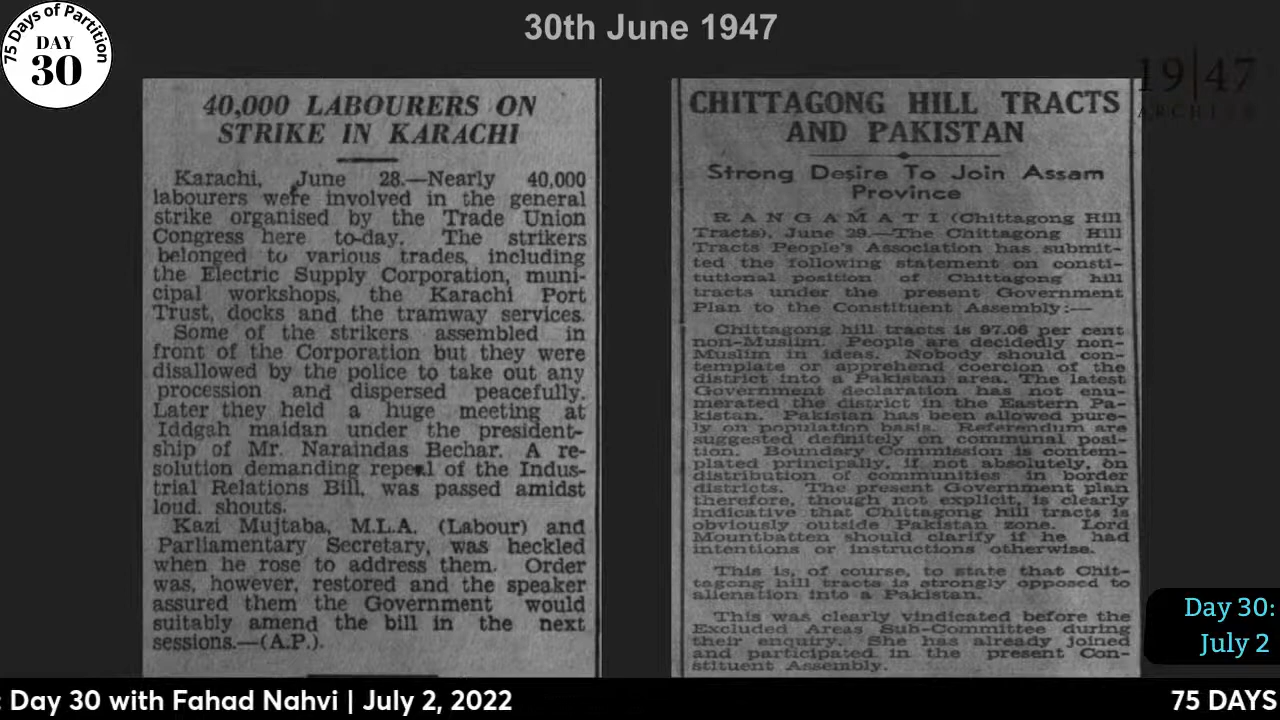 75 Days of Partition
DAY
30
30th June 1947
19|47
ARCHIVE
40,000 LABOURERS ON
STRIKE IN KARACHI
Karachi, June 28.—Nearly 40,000
labourers were involved in the general
strike organised by the Trade Union
Congress here to-day. The strikers
belonged to various trades, including
the Electric Supply Corporation, muni-
cipal workshops, the Karachi Port
Trust, docks and the tramway services.
Some of the strikers assembled in
front of the Corporation but they were
disallowed by the police to take out any
procession and dispersed peacefully.
Later they held a huge meeting at
Iddgah maidan under the president-
ship of Mr. Naraindas Bechar. A re-
solution demanding repeal of the Indus-
trial Relations Bill, was passed amidst
loud shouts.
Kazi Mujtaba, M.L.A. (Labour) and
Parliamentary Secretary, was heckled
when he rose to address them. Order
was, however, restored and the speaker
assured them the Government would
suitably amend the bill in the next
sessions.—(A.P.).
CHITTAGONG HILL TRACTS
AND PAKISTAN
Strong Desire To Join Assam
Province
RANGAMATI (Chittagong Hill
Tracts), June 29.—The Chittagong Hill
Tracts People's Association has submit-
ted the following statement on consti-
tutional position of Chittagong hill
tracts under the present Government
Plan to the Constituent Assembly:—
Chittagong hill tracts is 97.06 per cent
non-Muslim. People are decidedly non-
Muslim in ideas. Nobody should con-
template or apprehend coercion of the
district into a Pakistan area. The latest
Government declaration has not enu-
merated the district in the Eastern Pa-
kistan. Pakistan has been allowed pure-
ly on population basis. Referendum are
suggested definitely on communal posi-
tion. Boundary Commission is contem-
plated principally, if not absolutely, on
distribution of communities in border
districts. The present Government plan
therefore, though not explicit, is clearly
indicative that Chittagong hill tracts is
obviously outside Pakistan zone. Lord
Mountbatten should clarify if he had
intentions or instructions otherwise.
This is, of course, to state that Chit-
tagong hill tracts is strongly opposed to
alienation into a Pakistan.
This was clearly vindicated before the
Excluded Areas Sub-Committee during
their enquiry. She has already joined
and participated in the present Con-
stituent Assembly.
Day 30:
July 2
: Day 30 with Fahad Nahvi | July 2, 2022
75 DAYS